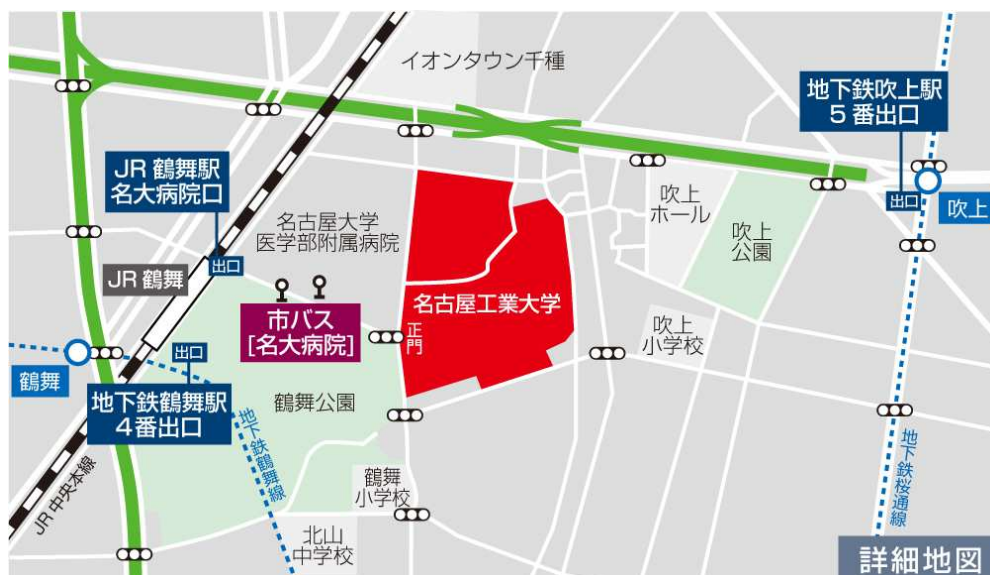 イオンタウン千種
地下鉄吹上駅
5番出口
出口
吹上
JR 鶴舞駅
名大病院口
出口
JR 鶴舞
名古屋大学
医学部附属病院
吹上
ホール
吹上
公園
名古屋工業大学
正門
市バス
[名大病院]
吹上
小学校
鶴舞
出口
地下鉄鶴舞駅
4番出口
鶴舞公園
地下鉄鶴舞線
地下鉄桜通線
JR中央本線
鶴舞
小学校
北山
中学校
詳細地図